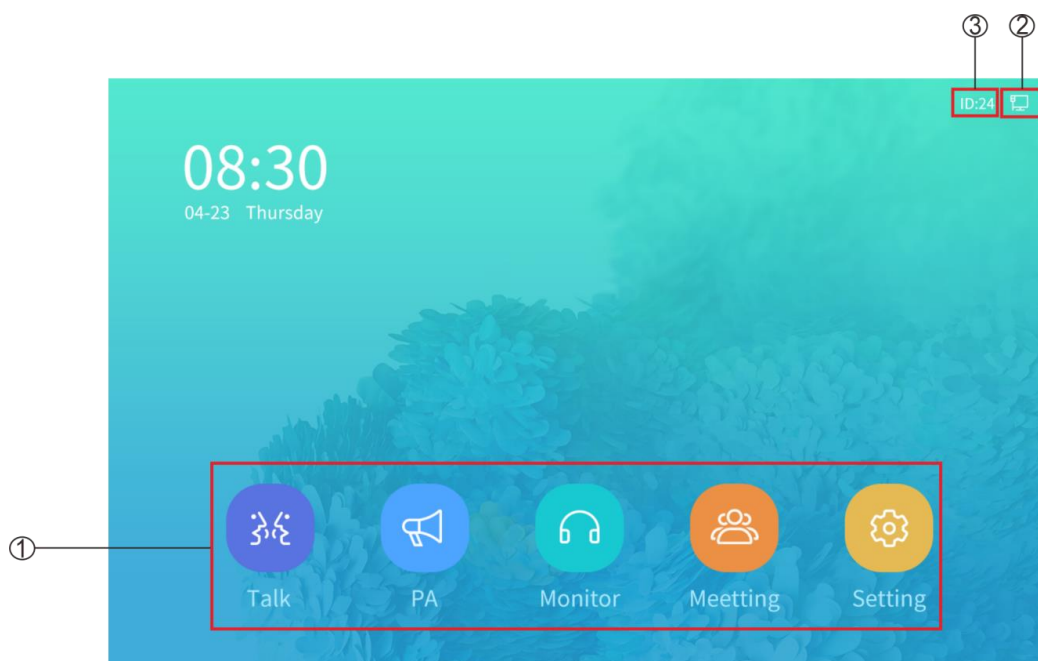 ③ ②
ID:24
08:30
04-23 Thursday
①
Talk PA Monitor Meetting Setting